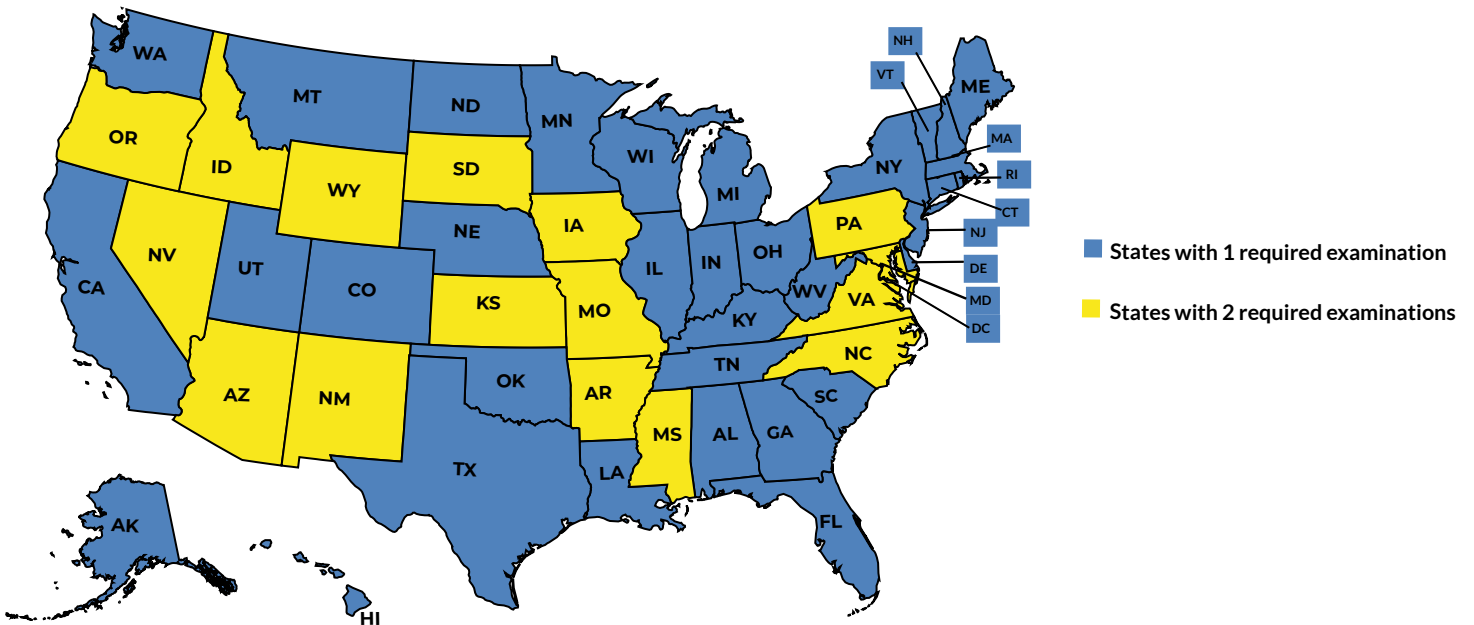 NH
WA
VT
ME
MT
ND
MN
OR
MA
WI
NY
ID
SD
RI
WY
MI
CT
PA
IA
NE
NJ
NV
OH
States with 1 required examination
IN
UT
IL
DE
CA
CO
WV
VA
MD
KS
MO
States with 2 required examinations
KY
DC
NC
TN
OK
AZ
AR
NM
SC
MS
AL
GA
TX
LA
AK
FL
HI